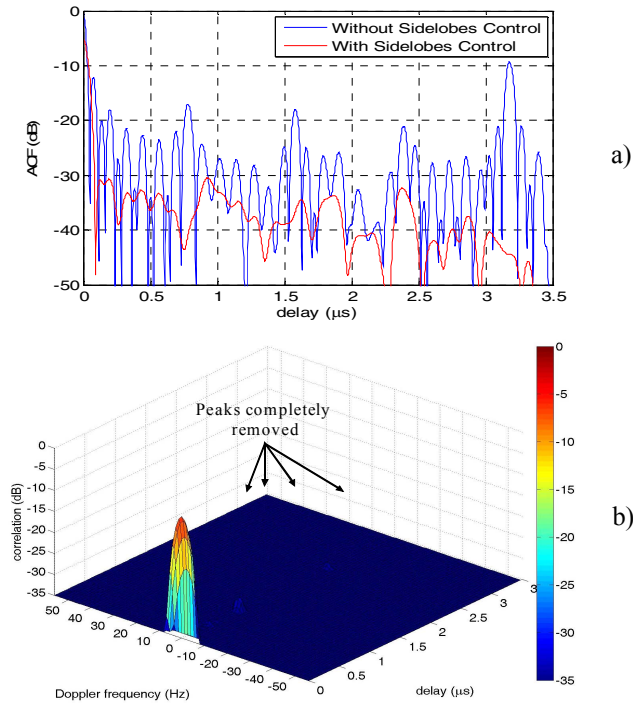 0
-10
-20
-30
-40
-50
ACF (dB)
Without Sidelobes Control
With Sidelobes Control
0 0.5 1 1.5 2 2.5 3 3.5
delay (μs)
a)
Peaks completely
removed
0
-5
-10
-15
-20
-25
-30
-35
correlation (dB)
50 40 30 20 10 0 -10 -20 -30 -40 -50
Doppler frequency (Hz)
0 0.5 1 1.5 2 2.5 3
delay (μs)
0
-5
-10
-15
-20
-25
-30
-35
b)